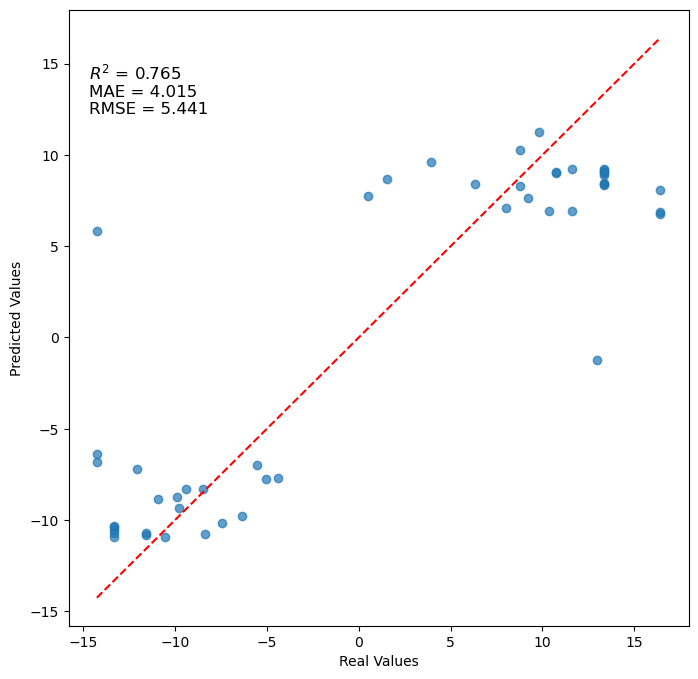 R² = 0.765
MAE = 4.015
RMSE = 5.441
15
10
5
0
−5
−10
−15
Predicted Values
−15 −10 −5 0 5 10 15
Real Values